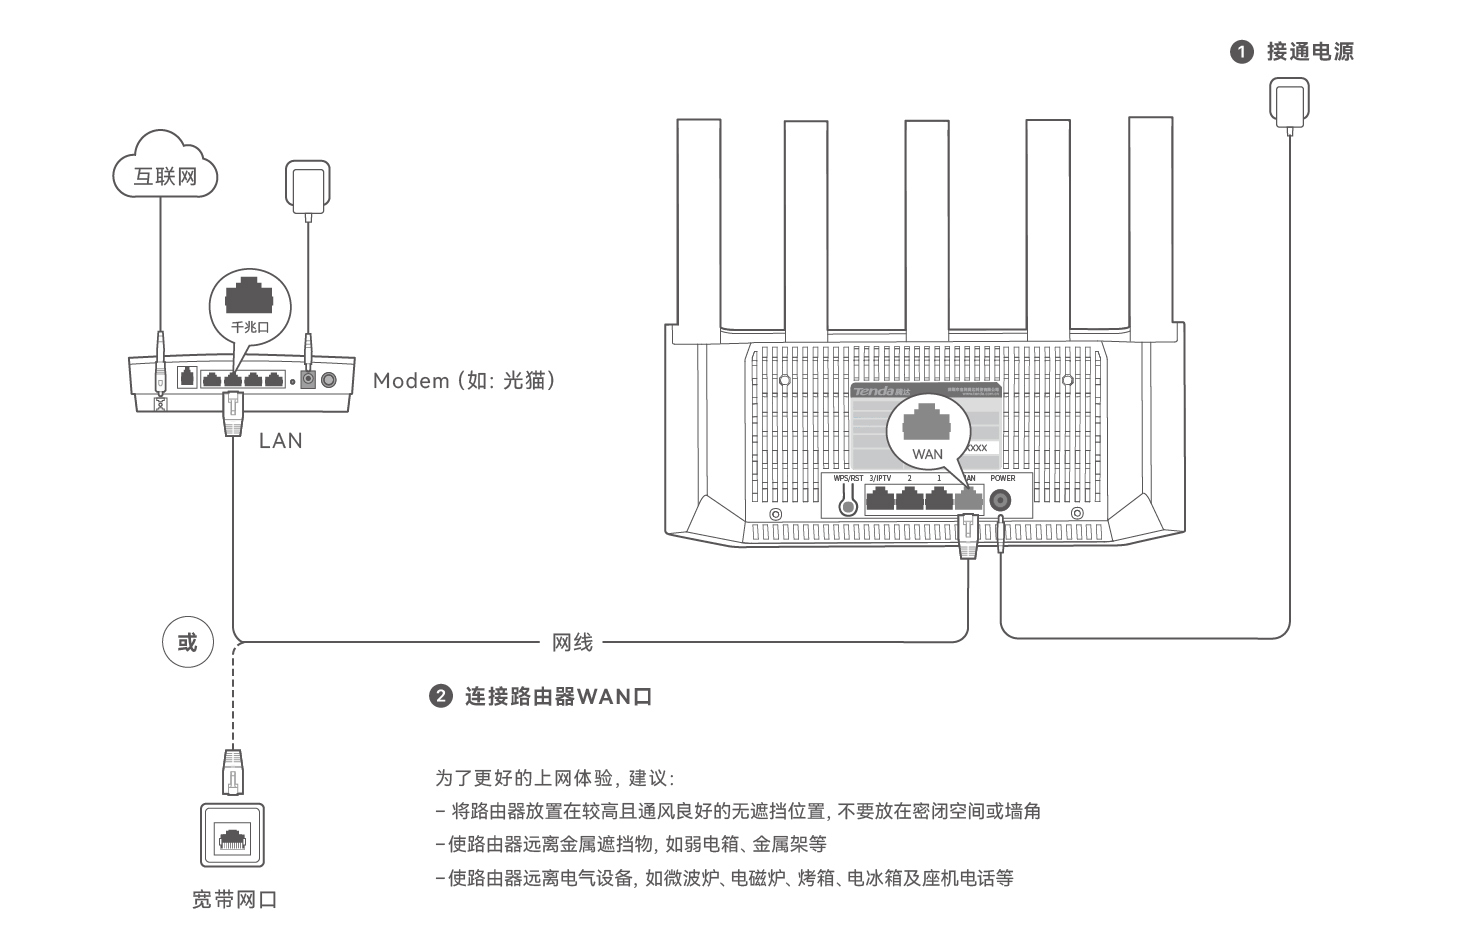 1 接通电源
互联网
千兆口
Modem（如: 光猫）
LAN
Tenda 腾达
WAN
XXXX
WPS/RST 3/IPTV 2 1 WAN POWER
或
网线
2 连接路由器WAN口
为了更好的上网体验, 建议:
– 将路由器放置在较高且通风良好的无遮挡位置, 不要放在密闭空间或墙角
– 使路由器远离金属遮挡物, 如弱电箱、金属架等
– 使路由器远离电气设备, 如微波炉、电磁炉、烤箱、电冰箱及座机电话等
宽带网口